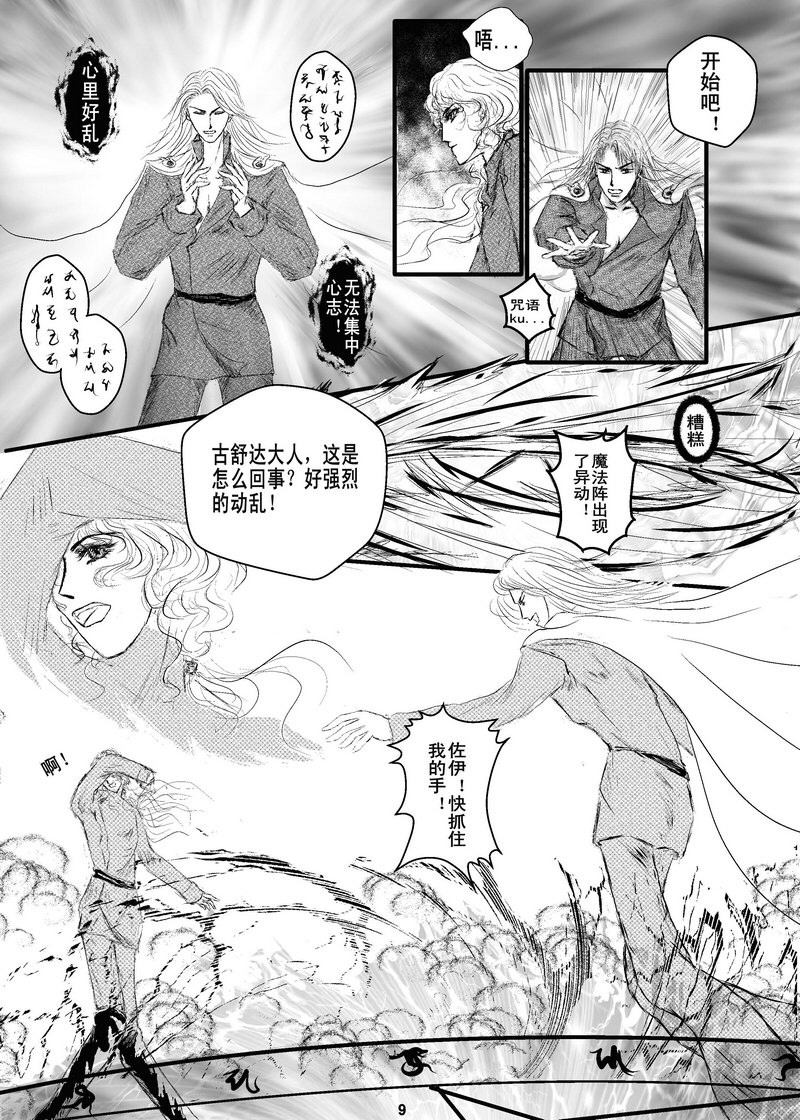 开始吧！
咒语
ku...
唔...
心里好乱
无法集中
心志！
糟糕
魔法阵出现
了异动！
古舒达大人，这是
怎么回事？好强烈
的动乱！
佐伊！快抓住
我的手！
啊！
9